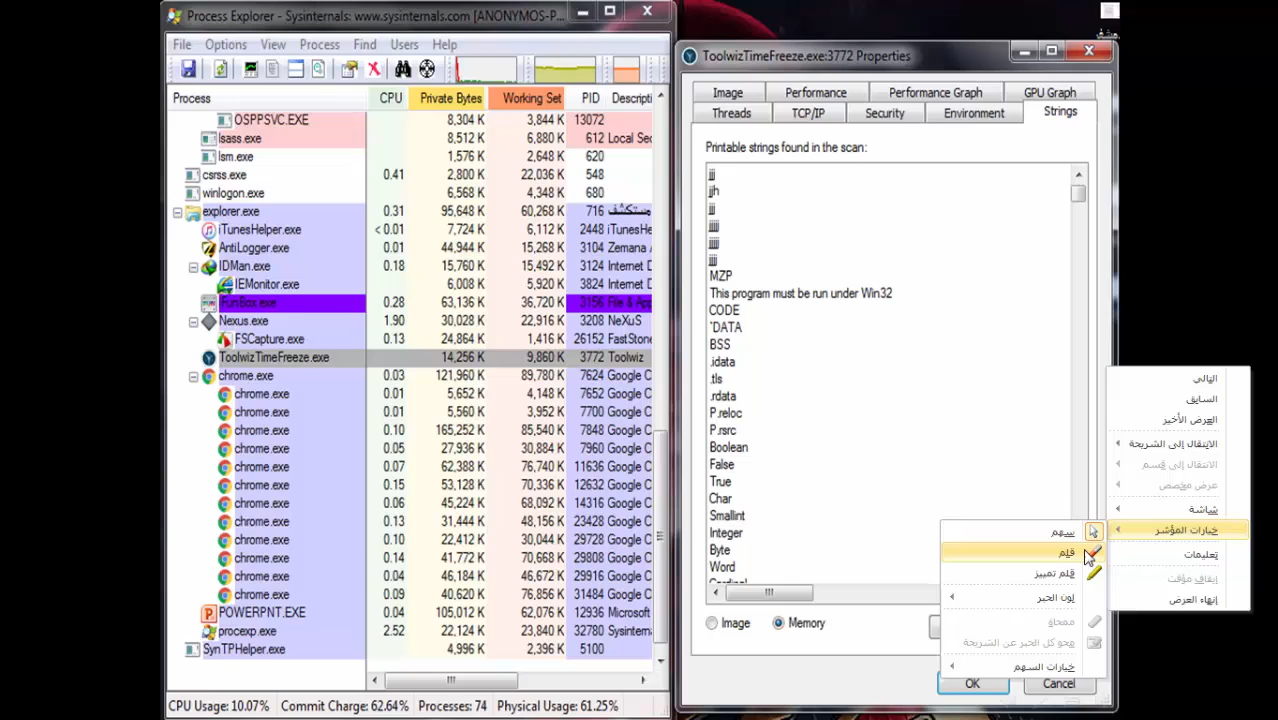 Process Explorer - Sysinternals: www.sysinternals.com [ANONYMOS-P...
File Options View Process Find Users Help
Process CPU Private Bytes Working Set PID Descripti
OSPPSVC.EXE 8,304 K 3,844 K 13072
lsass.exe 8,512 K 6,880 K 612 Local Sec
lsm.exe 1,576 K 2,648 K 620
csrss.exe 0.41 2,800 K 22,036 K 548
winlogon.exe 6,568 K 4,348 K 680
explorer.exe 0.31 95,648 K 60,268 K 716 مستكشف
iTunesHelper.exe < 0.01 7,724 K 6,112 K 2448 iTunesHe
AntiLogger.exe 0.01 44,944 K 15,268 K 3104 Zemana A
IDMan.exe 0.18 15,760 K 15,492 K 3124 Internet D
IEMonitor.exe 6,008 K 5,920 K 3824 Internet D
iFunBox.exe 0.28 63,136 K 36,720 K 3156 File & App
Nexus.exe 1.90 30,028 K 22,916 K 3208 NeXuS
FSCapture.exe 0.13 24,864 K 1,416 K 26152 FastStone
ToolwizTimeFreeze.exe 14,256 K 9,860 K 3772 Toolwiz
chrome.exe 0.03 121,960 K 89,780 K 7624 Google C
chrome.exe 0.01 5,652 K 4,148 K 7652 Google C
chrome.exe 0.01 5,560 K 3,952 K 7700 Google C
chrome.exe 0.10 165,252 K 85,540 K 7848 Google C
chrome.exe 0.05 27,936 K 29,884 K 7960 Google C
chrome.exe 0.07 62,388 K 76,740 K 11636 Google C
chrome.exe 0.15 53,128 K 70,336 K 12632 Google C
chrome.exe 0.06 45,224 K 68,092 K 14316 Google C
chrome.exe 0.13 31,444 K 48,156 K 23428 Google C
chrome.exe 0.10 22,412 K 30,540 K 29728 Google C
chrome.exe 0.14 41,772 K 70,668 K 29808 Google C
chrome.exe 0.04 46,184 K 46,672 K 29936 Google C
chrome.exe 0.09 40,620 K 76,856 K 31484 Google C
POWERPNT.EXE 0.04 105,012 K 62,076 K 12936 Microsoft
procexp.exe 2.52 22,124 K 23,840 K 32780 Sysinterna
SynTPHelper.exe 4,996 K 2,396 K 5100
CPU Usage: 10.07% Commit Charge: 62.64% Processes: 74 Physical Usage: 61.25%
ToolwizTimeFreeze.exe:3772 Properties
Image Performance Performance Graph GPU Graph
Threads TCP/IP Security Environment Strings
Printable strings found in the scan:
jjj
jjh
jjj
jjjjj
jjjjj
jjjj
MZP
This program must be run under Win32
CODE
`DATA
BSS
.idata
.tls
.rdata
P.reloc
P.rsrc
Boolean
False
True
Char
Smallint
Integer
Byte
Word
Cardinal
Image Memory
OK Cancel
التالي
السابق
العرض الأخير
الانتقال إلى الشريحة
الانتقال إلى قسم
عرض مخصص
شاشة
خيارات المؤشر
تعليمات
إيقاف مؤقت
إنهاء العرض
سهم
قلم
قلم تمييز
لون الحبر
ممحاة
محو كل الحبر عن الشريحة
خيارات السهم